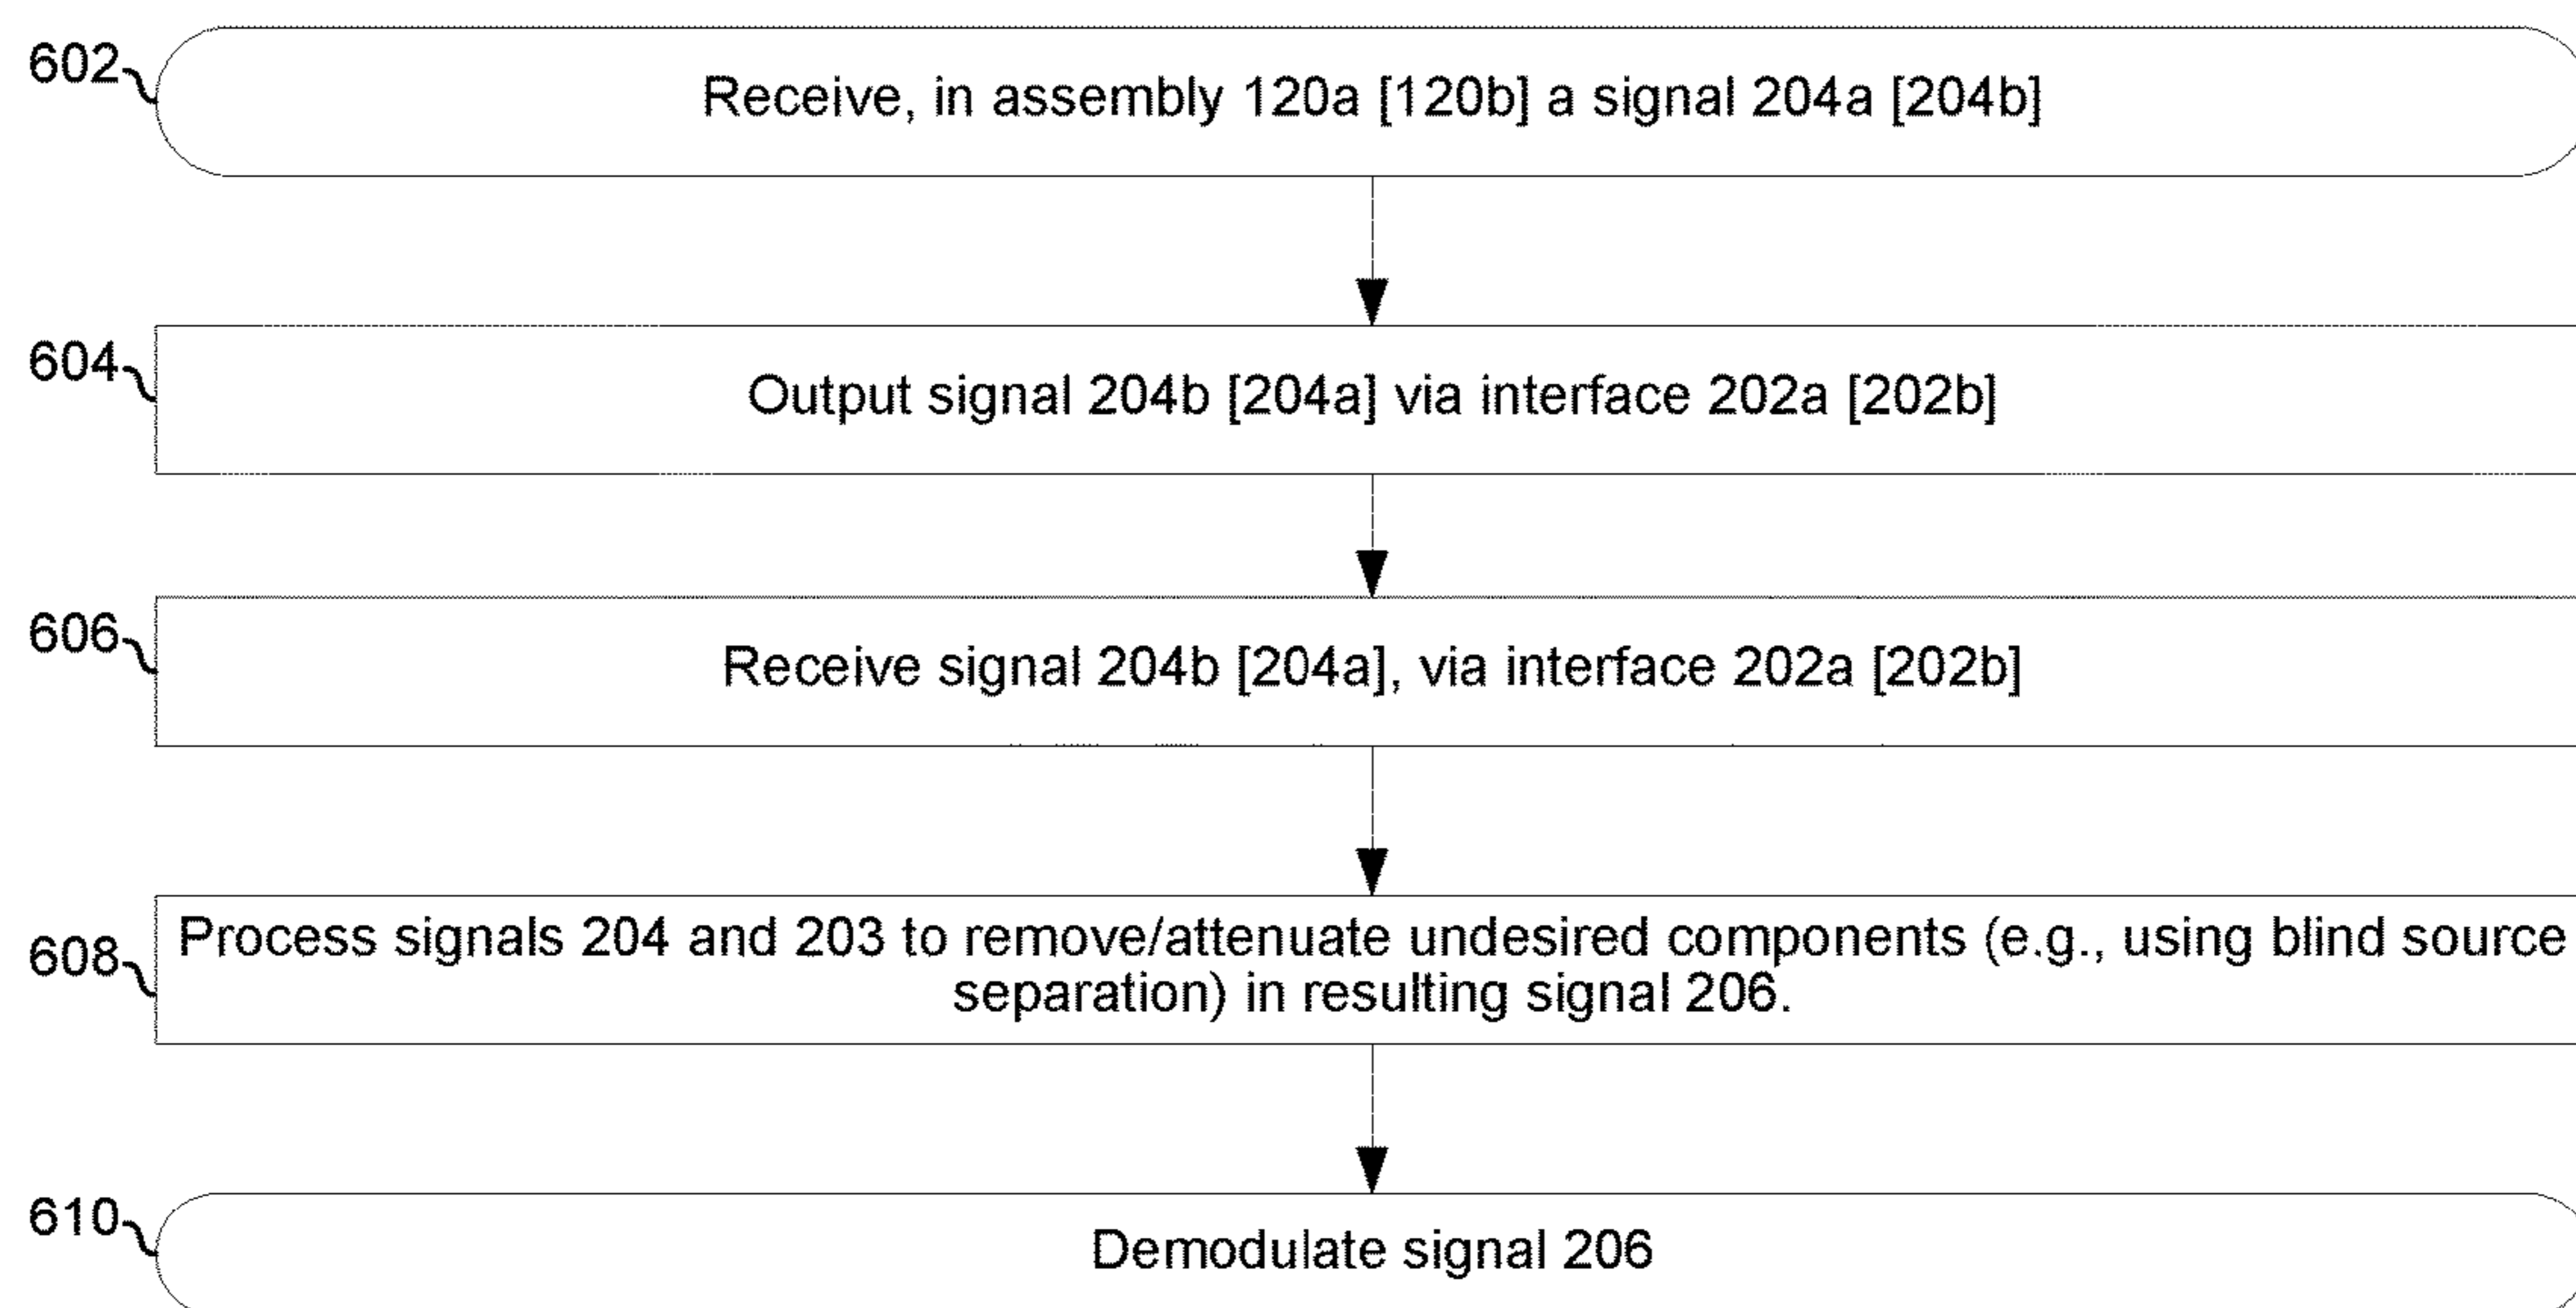 602
Receive, in assembly 120a [120b] a signal 204a [204b]
604
Output signal 204b [204a] via interface 202a [202b]
606
Receive signal 204b [204a], via interface 202a [202b]
608
Process signals 204 and 203 to remove/attenuate undesired components (e.g., using blind source
separation) in resulting signal 206.
610
Demodulate signal 206